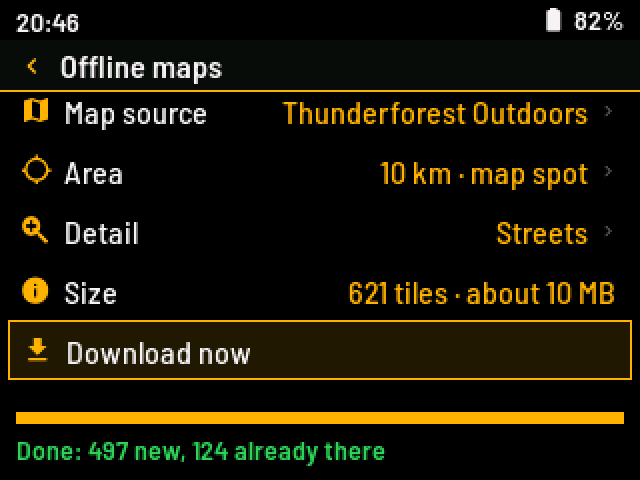 20:46 82%
Offline maps
Map source Thunderforest Outdoors
Area 10 km · map spot
Detail Streets
Size 621 tiles · about 10 MB
Download now
Done: 497 new, 124 already there